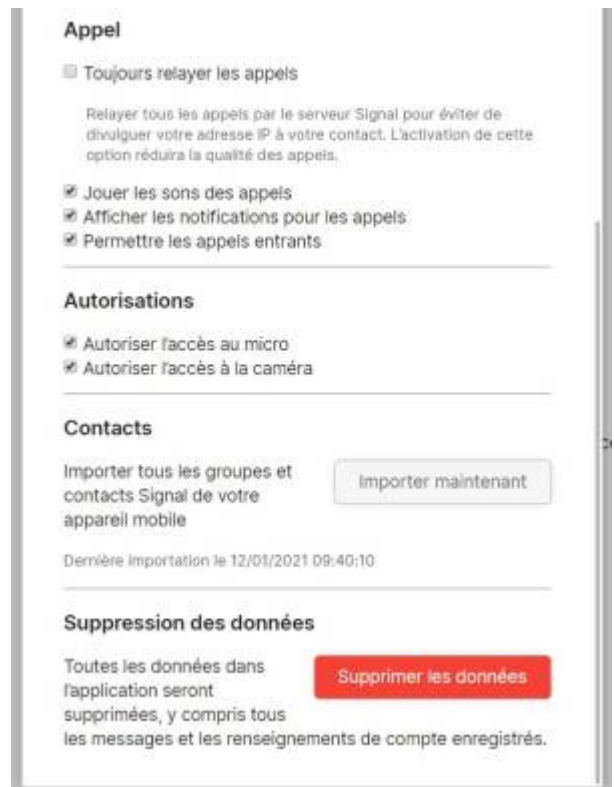 Appel
Toujours relayer les appels
Relayer tous les appels par le serveur Signal pour éviter de
divulguer votre adresse IP à votre contact. L'activation de cette
option réduira la qualité des appels.
Jouer les sons des appels
Afficher les notifications pour les appels
Permettre les appels entrants
Autorisations
Autoriser l'accès au micro
Autoriser l'accès à la caméra
Contacts
Importer tous les groupes et
contacts Signal de votre
appareil mobile
Importer maintenant
Dernière importation le 12/01/2021 09:40:10
Suppression des données
Toutes les données dans
l'application seront
supprimées, y compris tous
les messages et les renseignements de compte enregistrés.
Supprimer les données